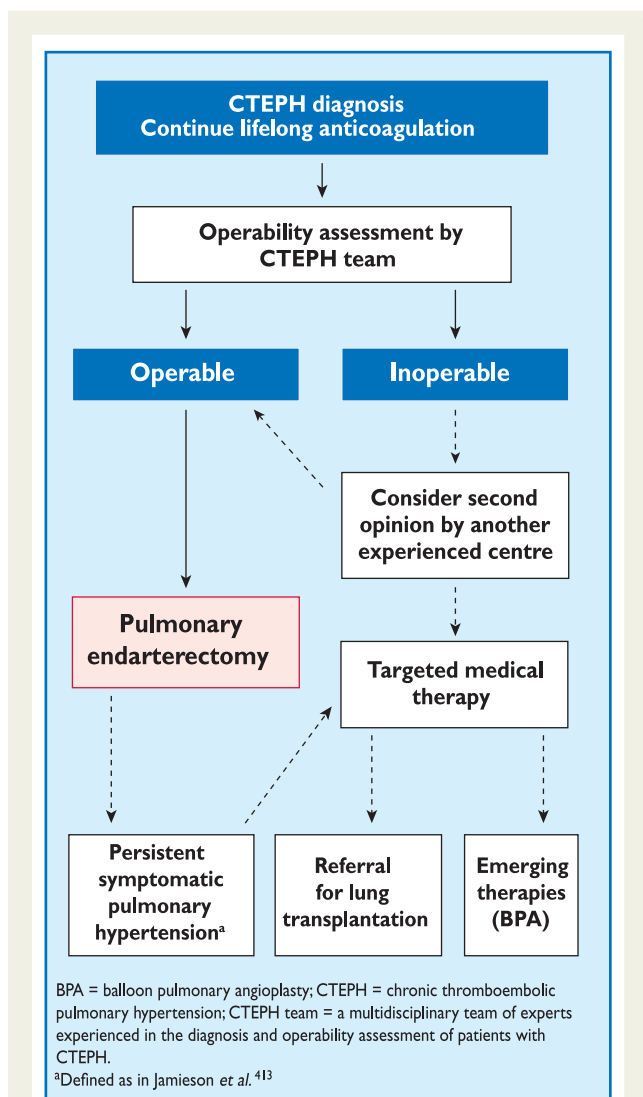 CTEPH diagnosis
Continue lifelong anticoagulation
Operability assessment by
CTEPH team
Operable
Inoperable
Consider second
opinion by another
experienced centre
Pulmonary
endarterectomy
Targeted medical
therapy
Persistent
symptomatic
pulmonary
hypertensionᵃ
Referral
for lung
transplantation
Emerging
therapies
(BPA)
BPA = balloon pulmonary angioplasty; CTEPH = chronic thromboembolic
pulmonary hypertension; CTEPH team = a multidisciplinary team of experts
experienced in the diagnosis and operability assessment of patients with
CTEPH.
ᵃDefined as in Jamieson et al.⁴¹³